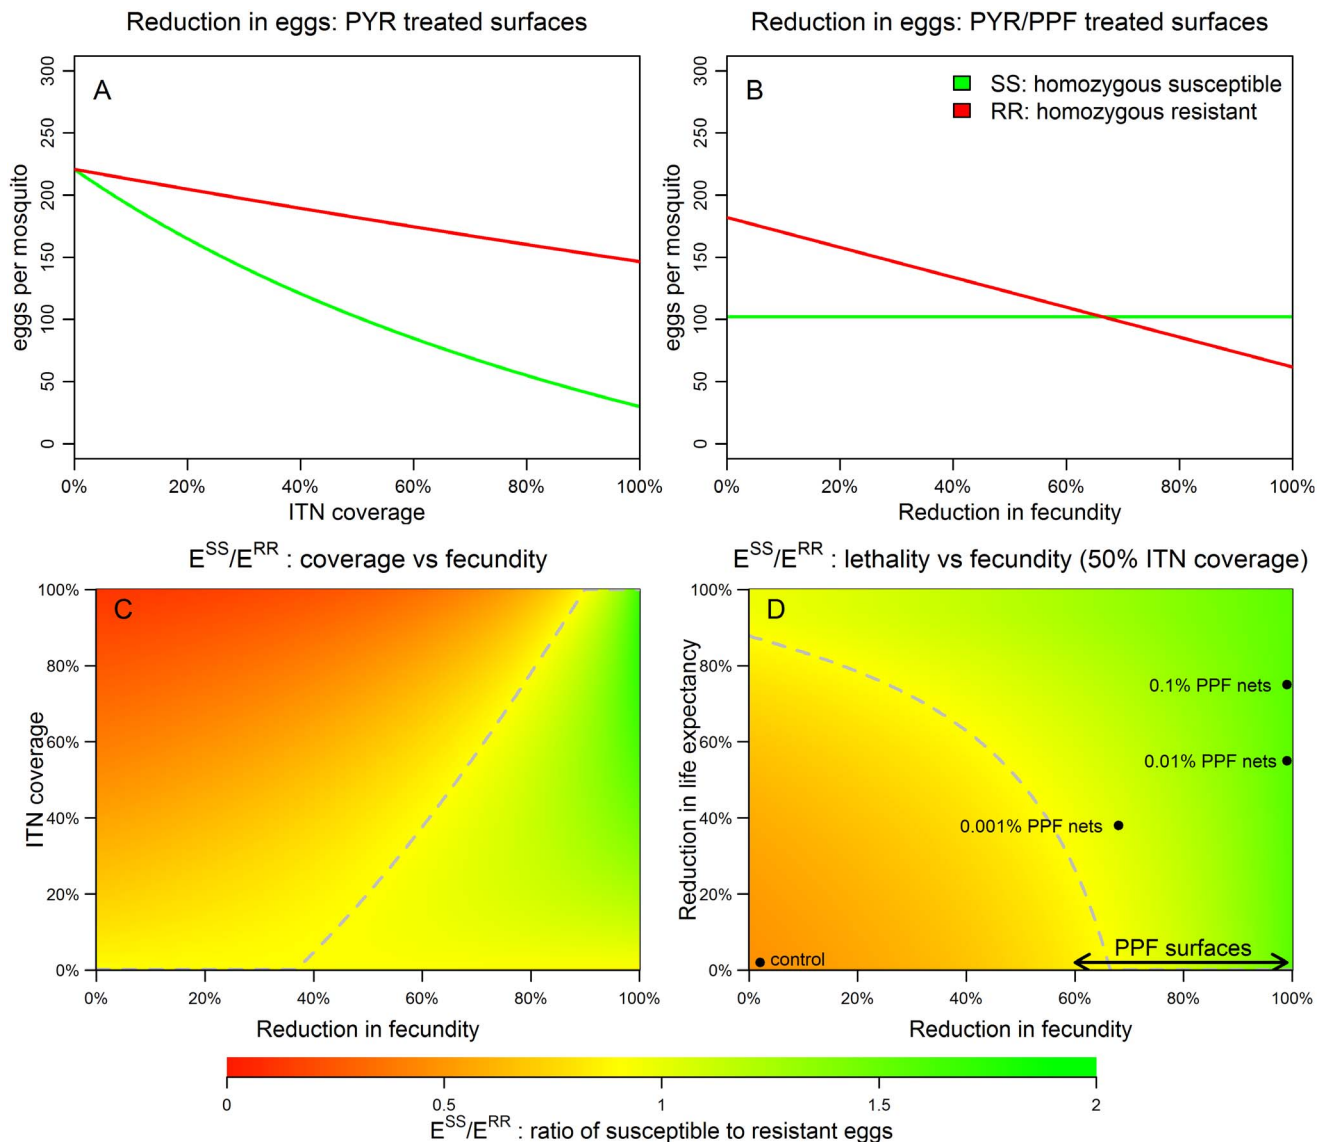 Reduction in eggs: PYR treated surfaces
A
eggs per mosquito
300
250
200
150
100
50
0
0% 20% 40% 60% 80% 100%
ITN coverage
Reduction in eggs: PYR/PPF treated surfaces
B
SS: homozygous susceptible
RR: homozygous resistant
eggs per mosquito
300
250
200
150
100
50
0
0% 20% 40% 60% 80% 100%
Reduction in fecundity
E^SS/E^RR : coverage vs fecundity
C
ITN coverage
100%
80%
60%
40%
20%
0%
0% 20% 40% 60% 80% 100%
Reduction in fecundity
E^SS/E^RR : lethality vs fecundity (50% ITN coverage)
D
Reduction in life expectancy
100%
80%
60%
40%
20%
0%
0.1% PPF nets
0.01% PPF nets
0.001% PPF nets
PPF surfaces
control
0% 20% 40% 60% 80% 100%
Reduction in fecundity
0 0.5 1 1.5 2
E^SS/E^RR : ratio of susceptible to resistant eggs